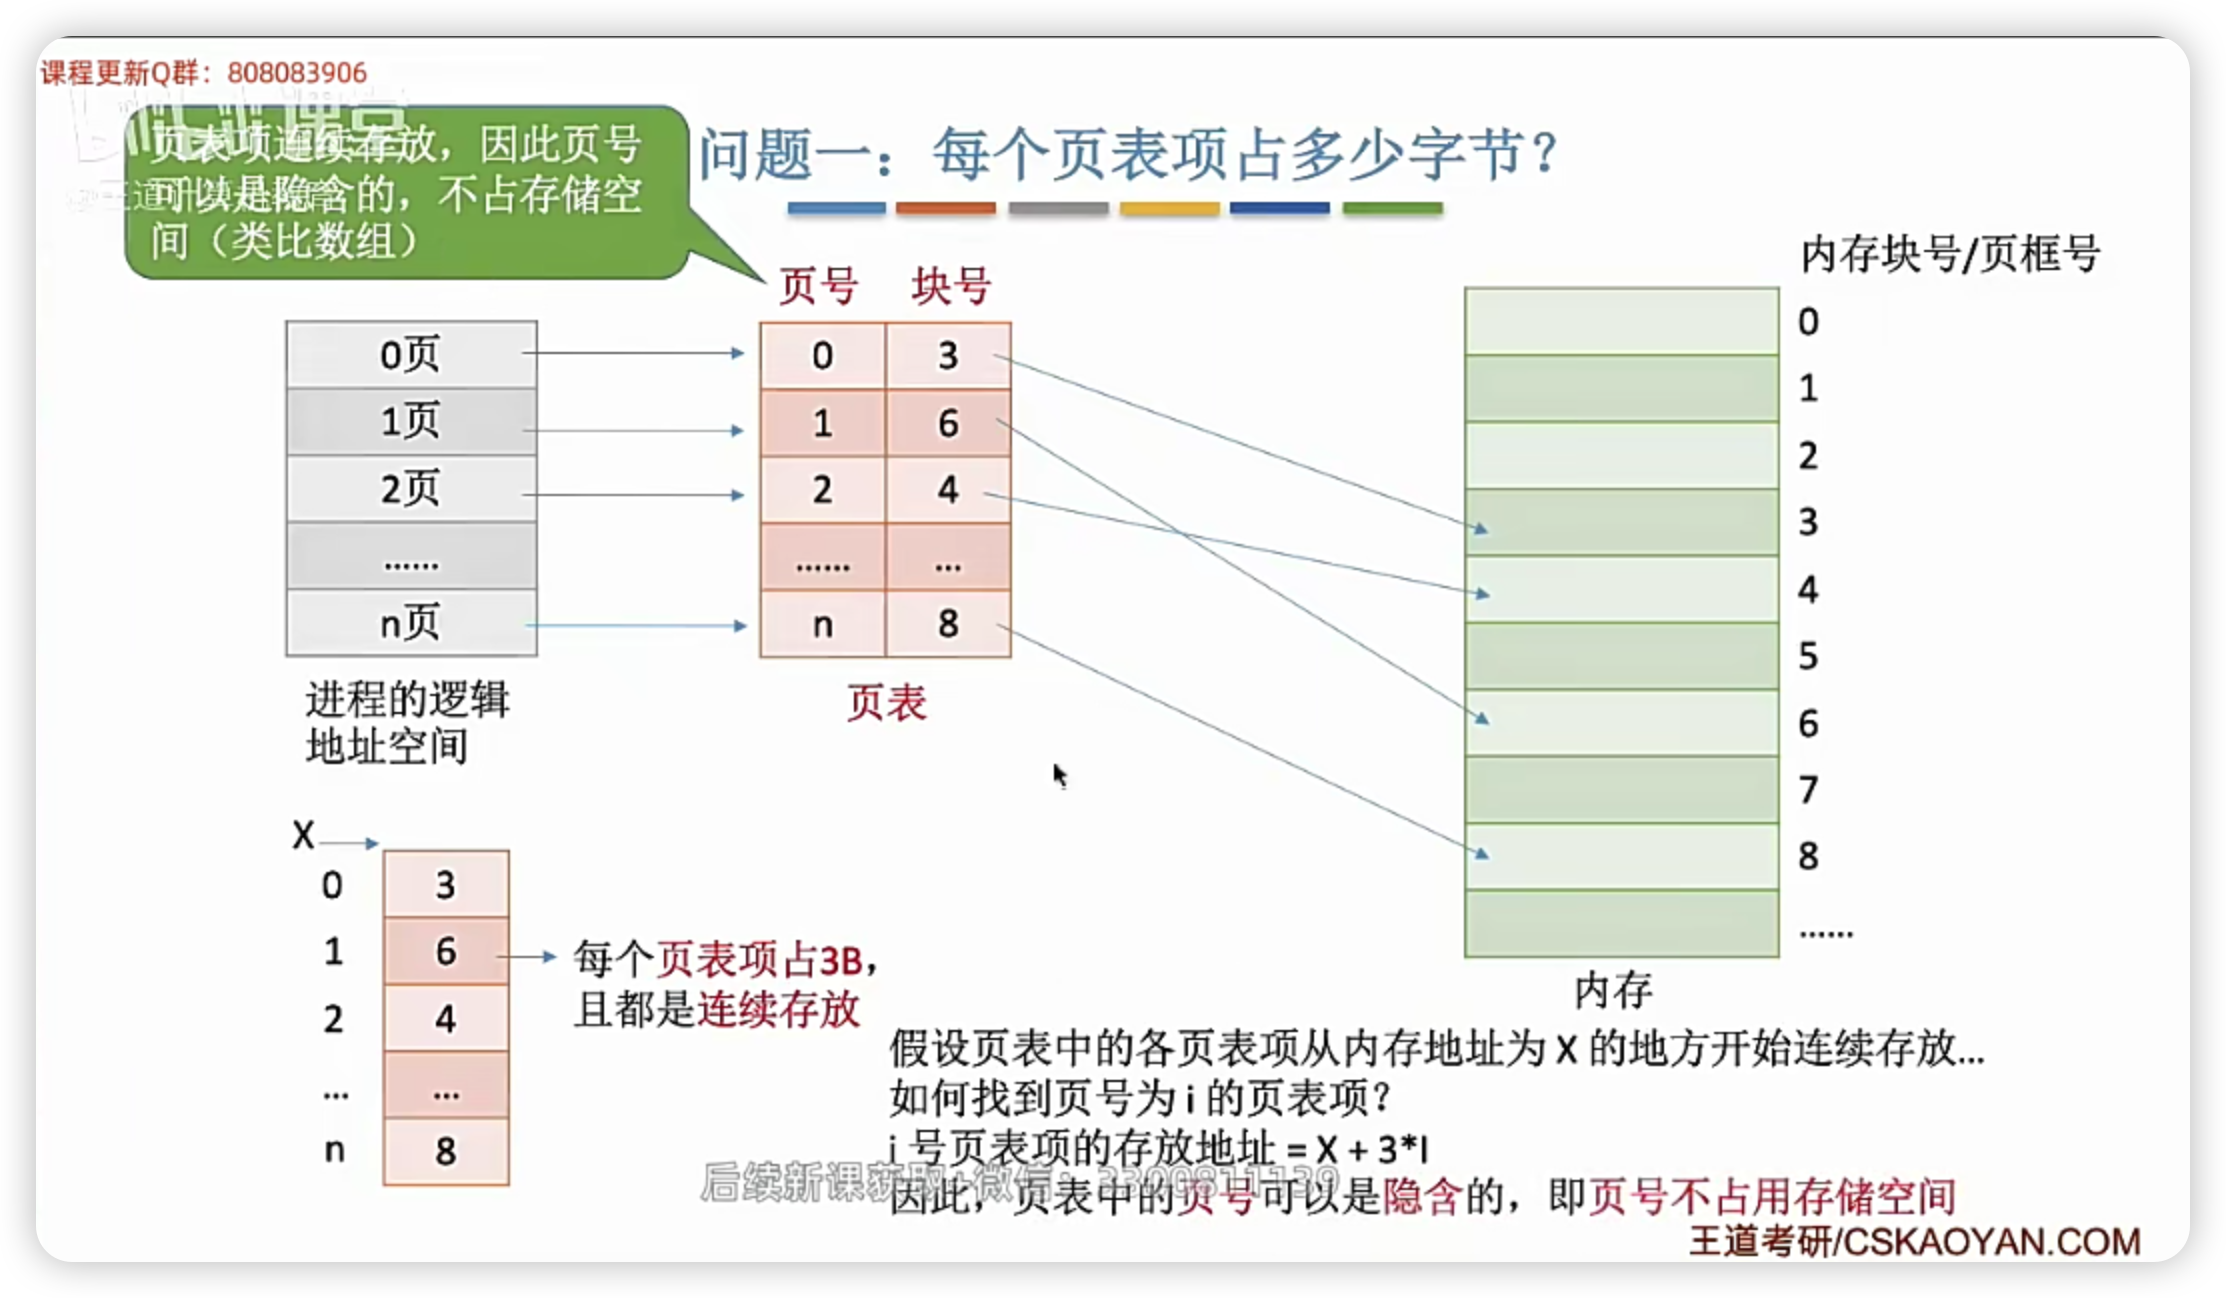 课程更新Q群：808083906
页表项连续存放，因此页号
可以是隐含的，不占存储空
间（类比数组）
问题一：每个页表项占多少字节？
内存块号/页框号
页号 块号
0页 0 3
1页 1 6
2页 2 4
…… …… …
n页 n 8
进程的逻辑
地址空间
页表
0
1
2
3
4
5
6
7
8
……
内存
X
0 3
1 6
2 4
… …
n 8
每个页表项占3B，
且都是连续存放
假设页表中的各页表项从内存地址为 X 的地方开始连续存放...
如何找到页号为 i 的页表项？
i 号页表项的存放地址 = X + 3*I
因此，页表中的页号可以是隐含的，即页号不占用存储空间
王道考研/CSKAOYAN.COM